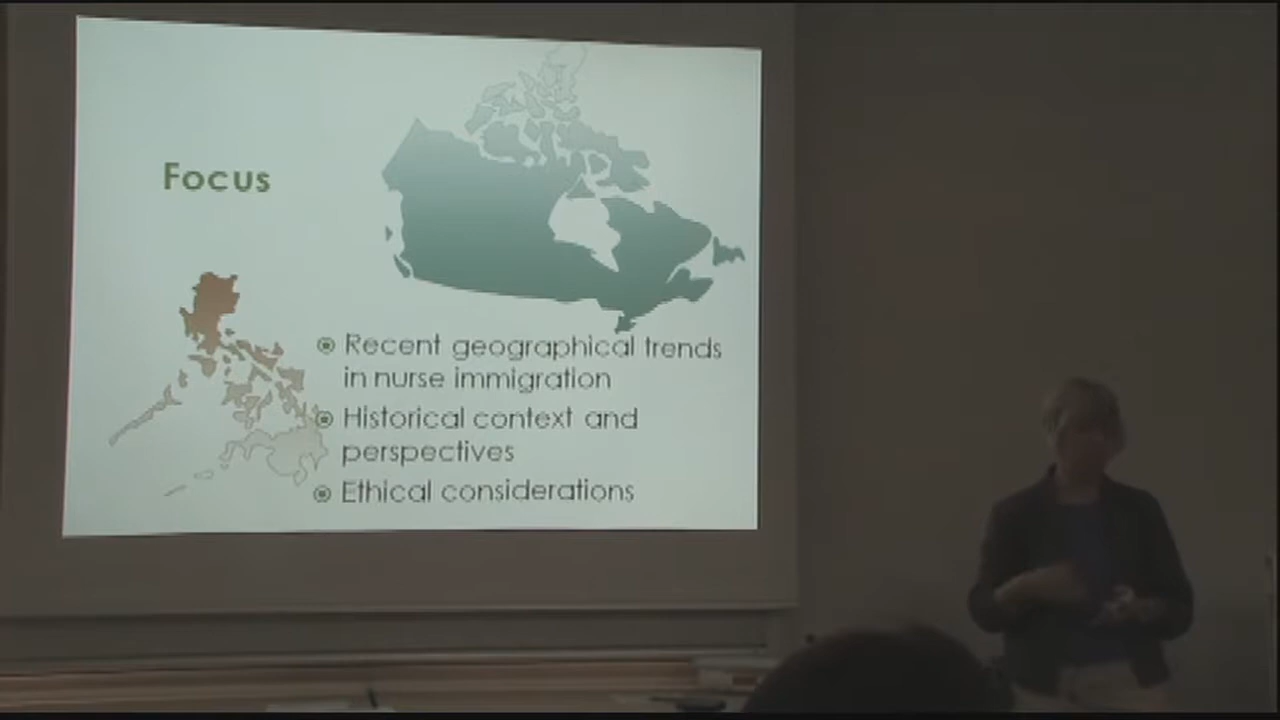 Focus
Recent geographical trends
in nurse immigration
Historical context and
perspectives
Ethical considerations